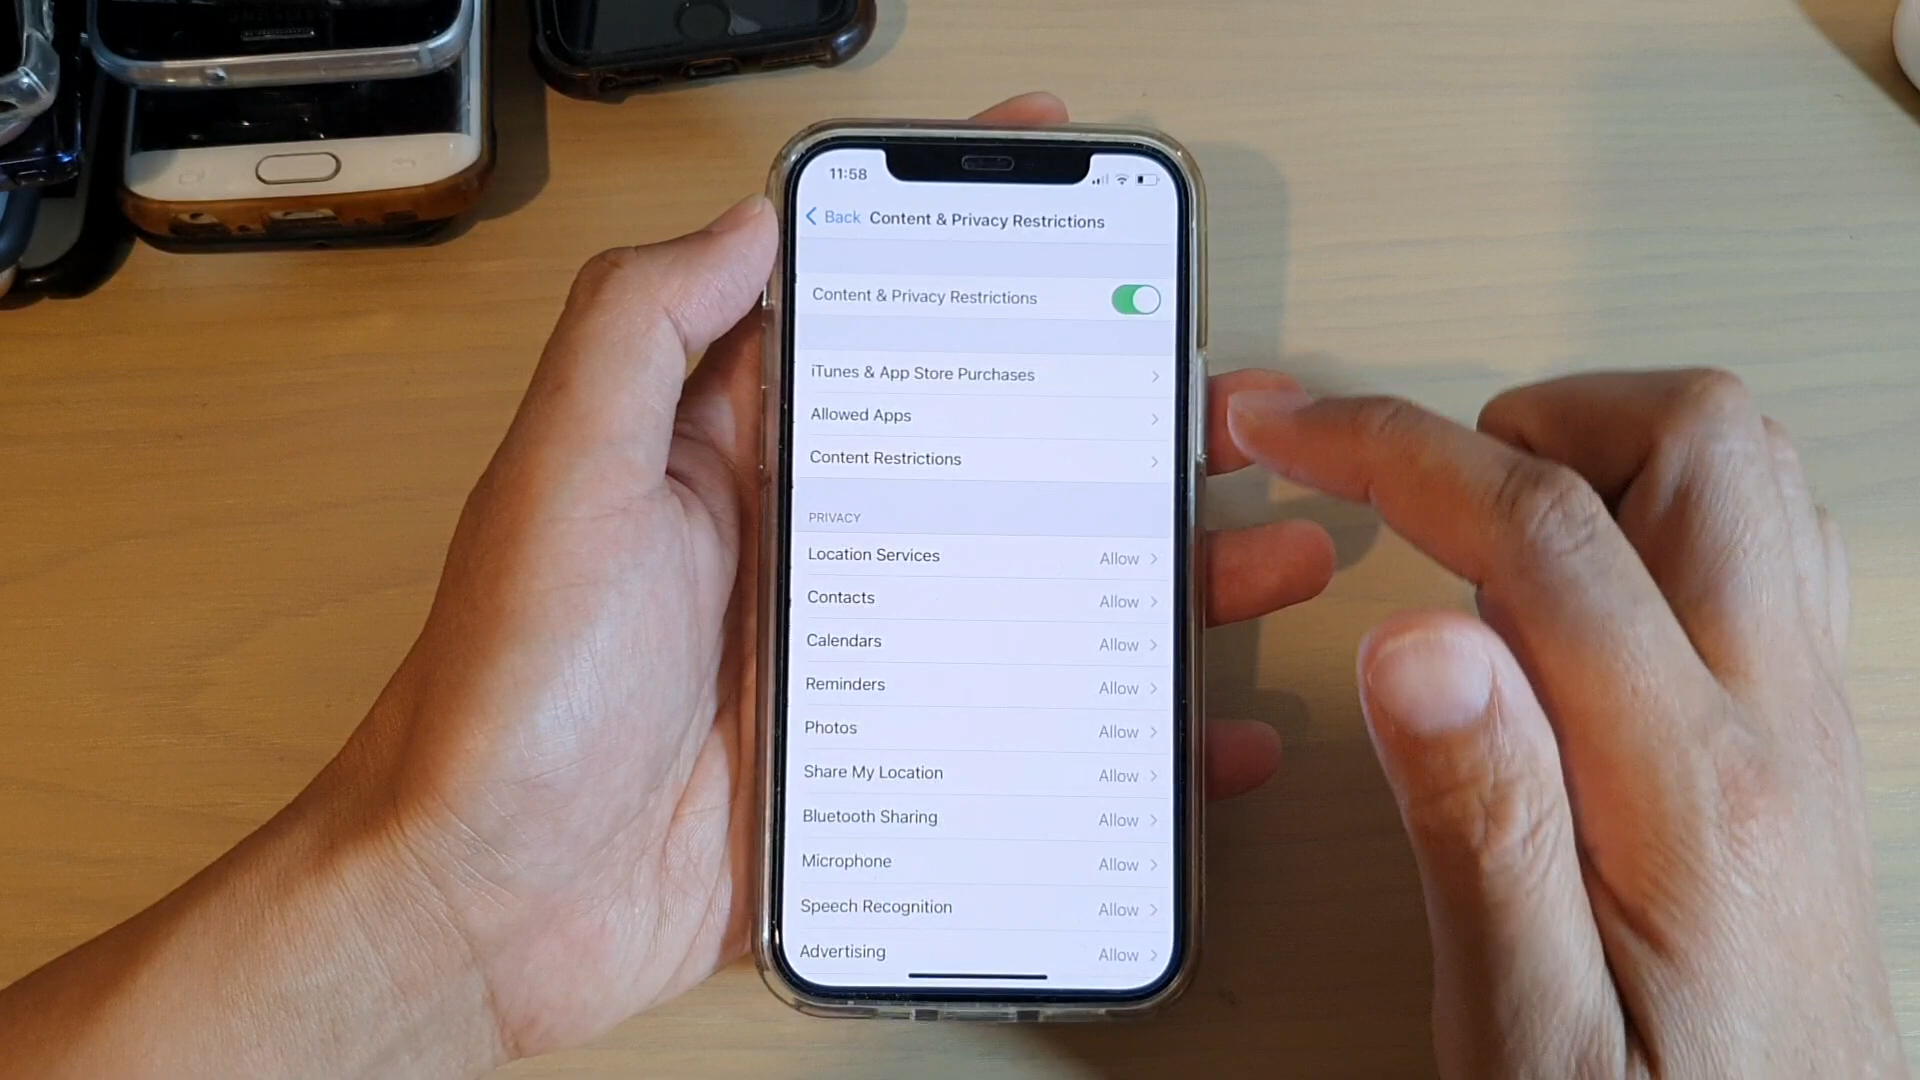 11:58
Back Content & Privacy Restrictions
Content & Privacy Restrictions
iTunes & App Store Purchases
Allowed Apps
Content Restrictions
PRIVACY
Location Services Allow
Contacts Allow
Calendars Allow
Reminders Allow
Photos Allow
Share My Location Allow
Bluetooth Sharing Allow
Microphone Allow
Speech Recognition Allow
Advertising Allow